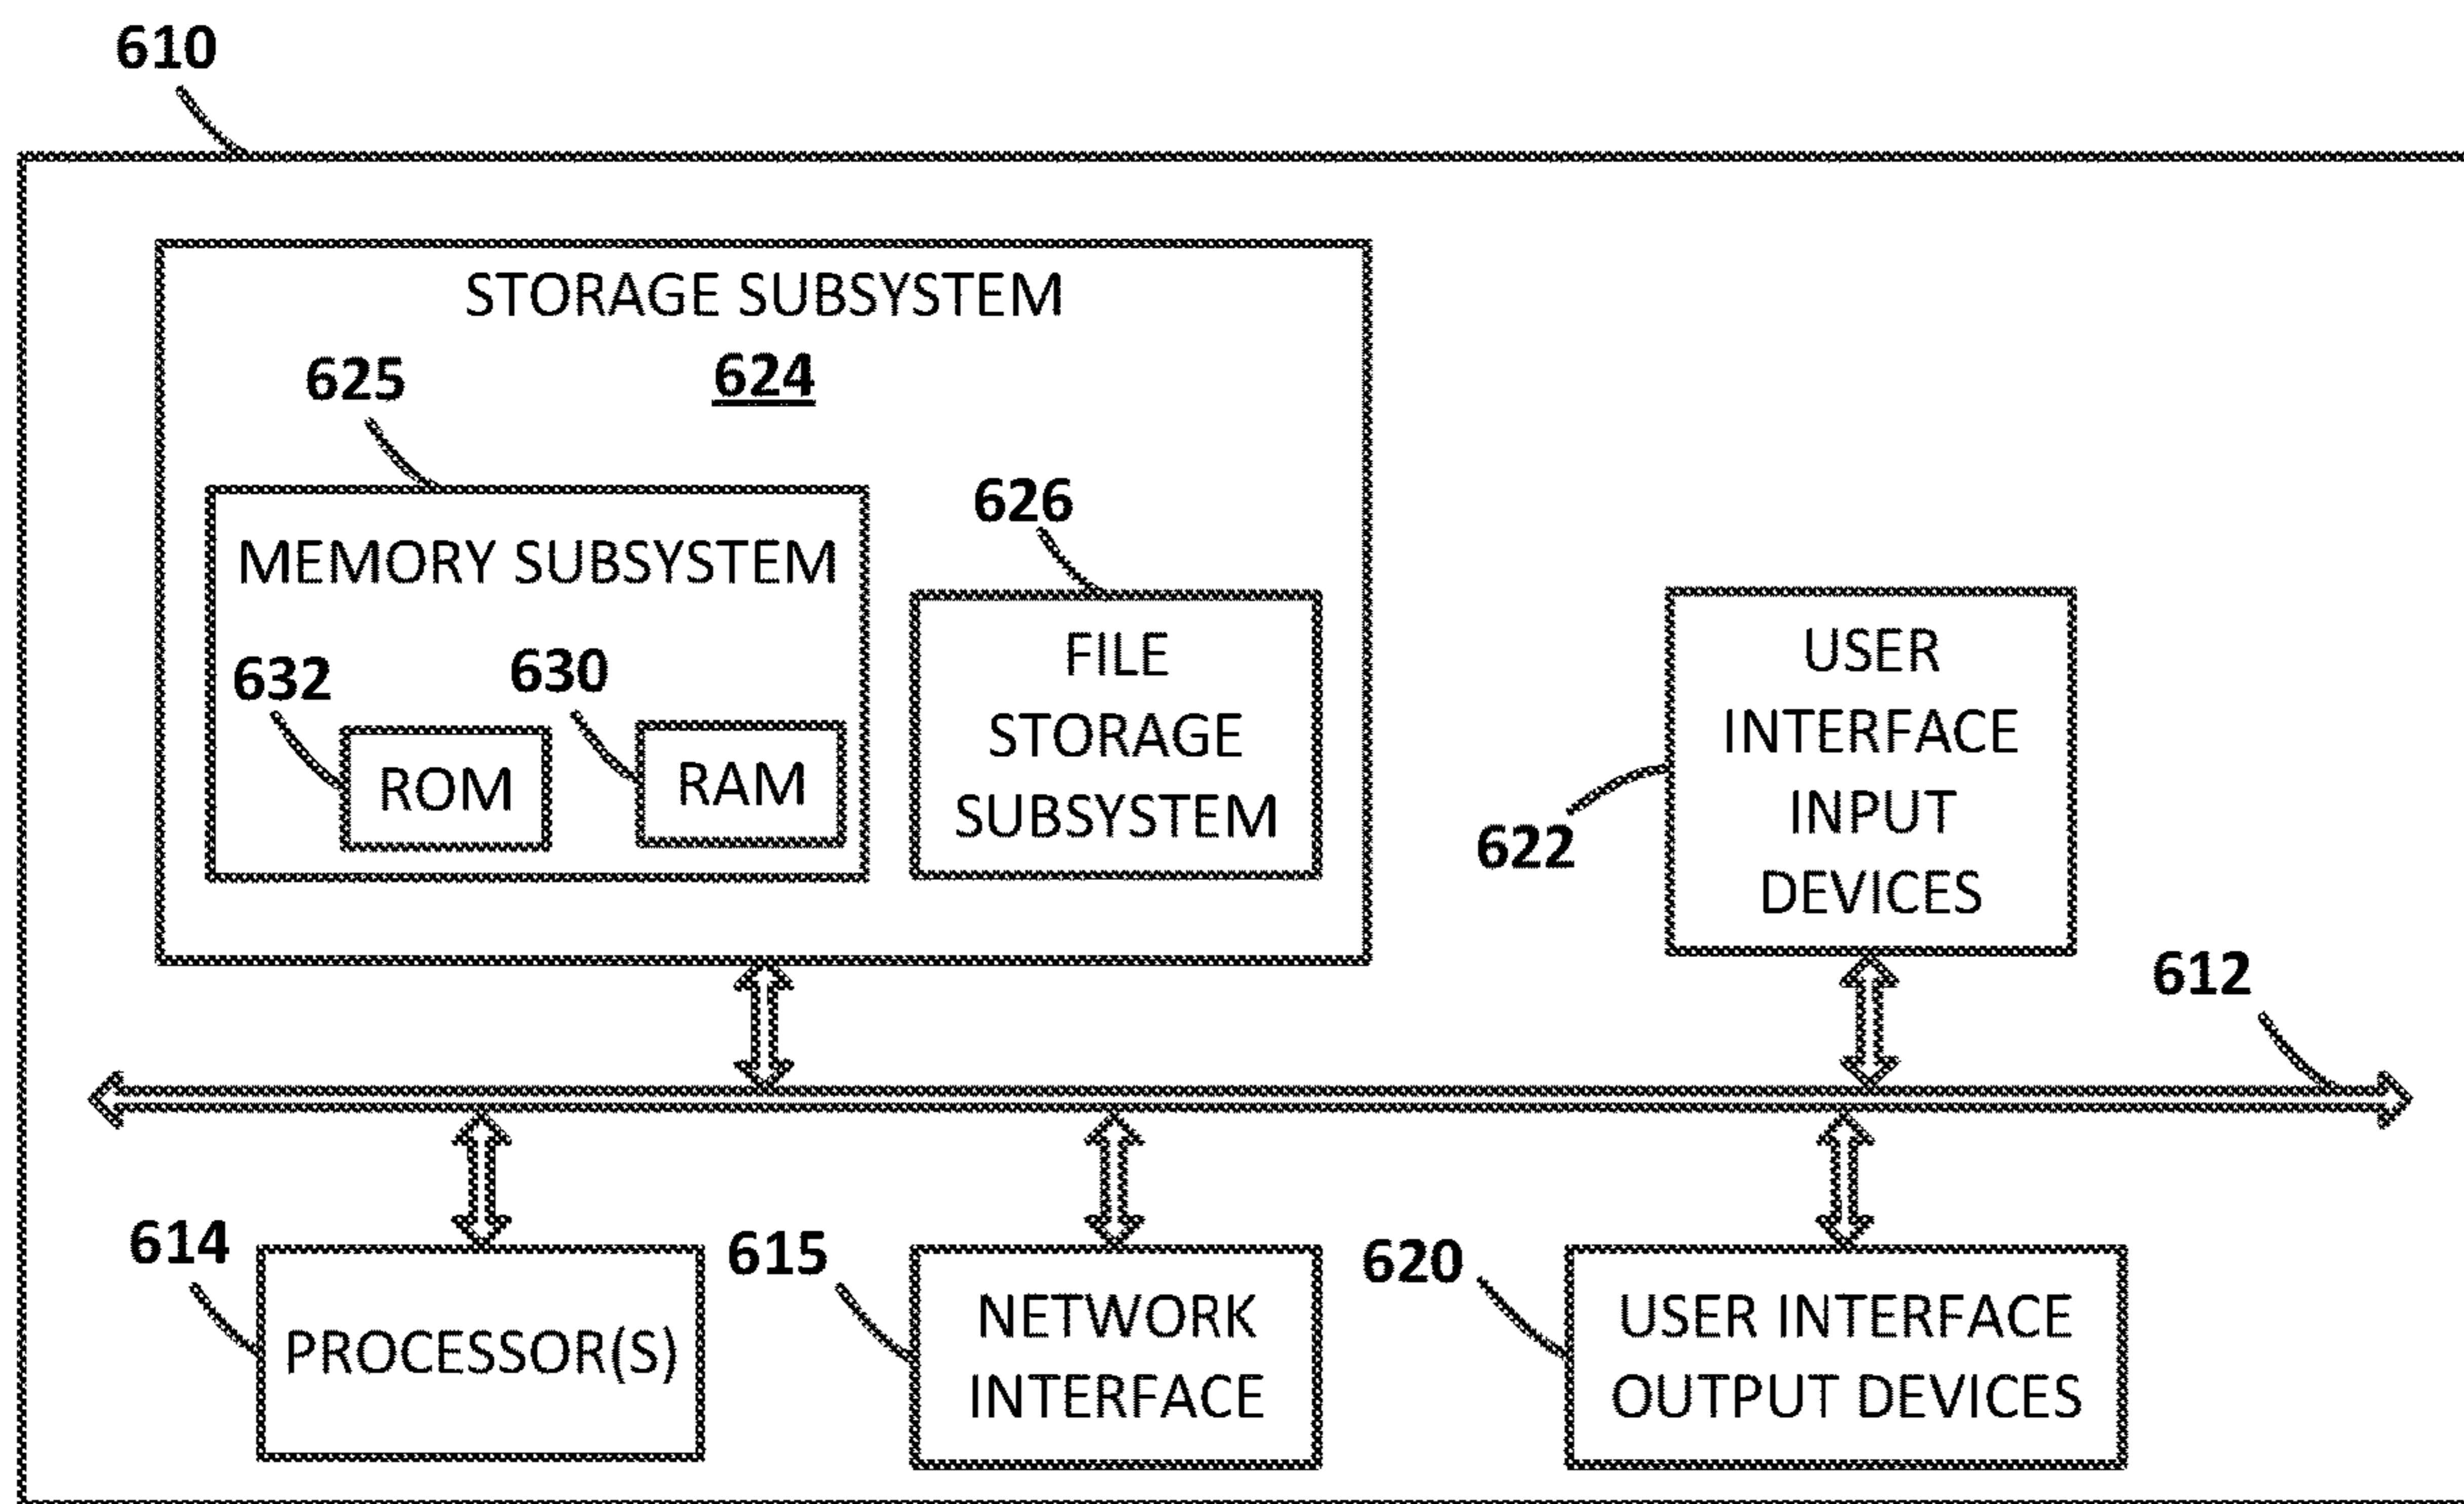 610
STORAGE SUBSYSTEM
624
625
MEMORY SUBSYSTEM
632
ROM
630
RAM
626
FILE
STORAGE
SUBSYSTEM
USER
INTERFACE
INPUT
DEVICES
622
612
614
PROCESSOR(S)
615
NETWORK
INTERFACE
620
USER INTERFACE
OUTPUT DEVICES